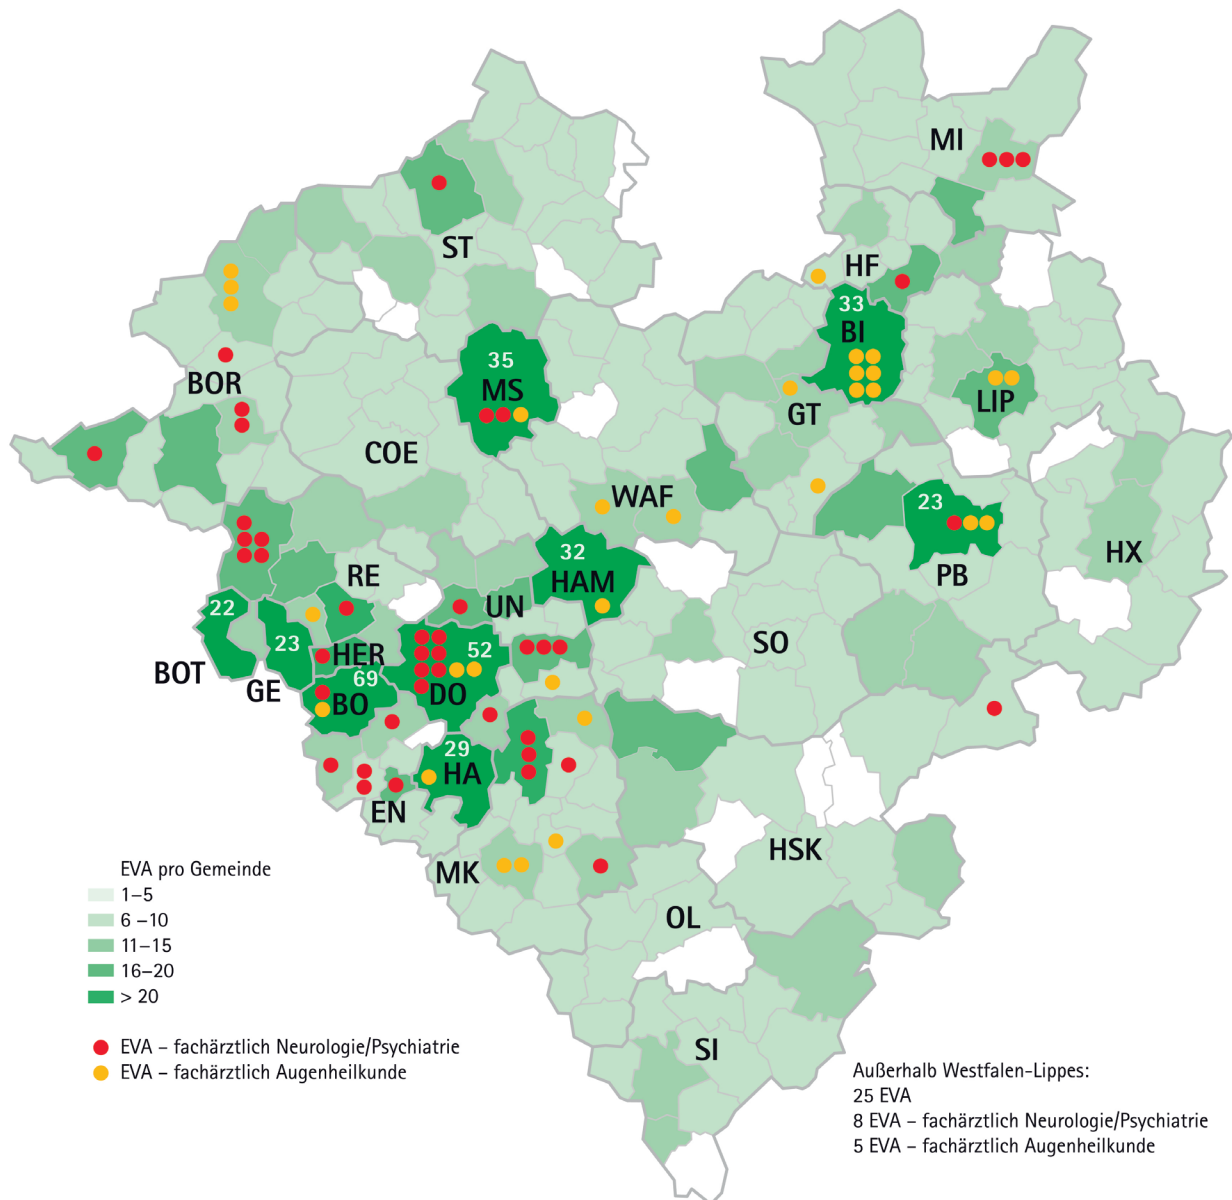 MI
ST
HF
33
BI
35
MS
BOR
GT
LIP
COE
WAF
23
PB
HX
32
HAM
RE
UN
22
23
HER
52
SO
BOT
GE
69
BO
DO
29
HA
EN
HSK
MK
OL
SI
EVA pro Gemeinde
1–5
6 –10
11–15
16–20
> 20
EVA – fachärztlich Neurologie/Psychiatrie
EVA – fachärztlich Augenheilkunde
Außerhalb Westfalen-Lippes:
25 EVA
8 EVA – fachärztlich Neurologie/Psychiatrie
5 EVA – fachärztlich Augenheilkunde